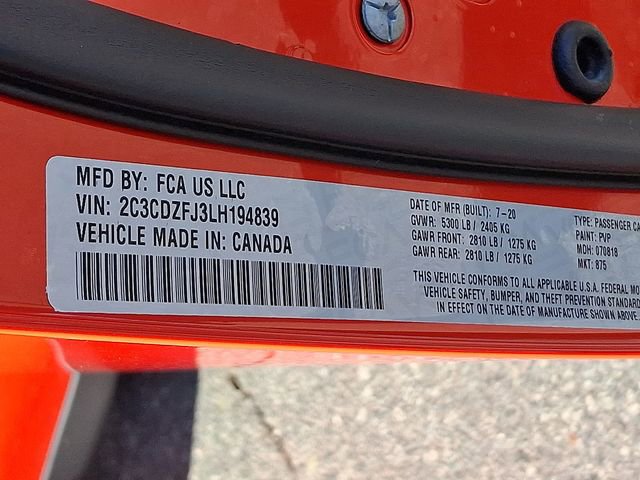 MFD BY: FCA US LLC
VIN: 2C3CDZFJ3LH194839
VEHICLE MADE IN: CANADA
DATE OF MFR (BUILT): 7-20
GVWR: 5300 LB / 2405 KG
GAWR FRONT: 2810 LB / 1275 KG
GAWR REAR: 2810 LB / 1275 KG
TYPE: PASSENGER CA
PAINT: PVP
MDH: 070818
MKT: 875
THIS VEHICLE CONFORMS TO ALL APPLICABLE U.S.A. FEDERAL MO
VEHICLE SAFETY, BUMPER, AND THEFT PREVENTION STANDARD
IN EFFECT ON THE DATE OF MANUFACTURE SHOWN ABOVE.